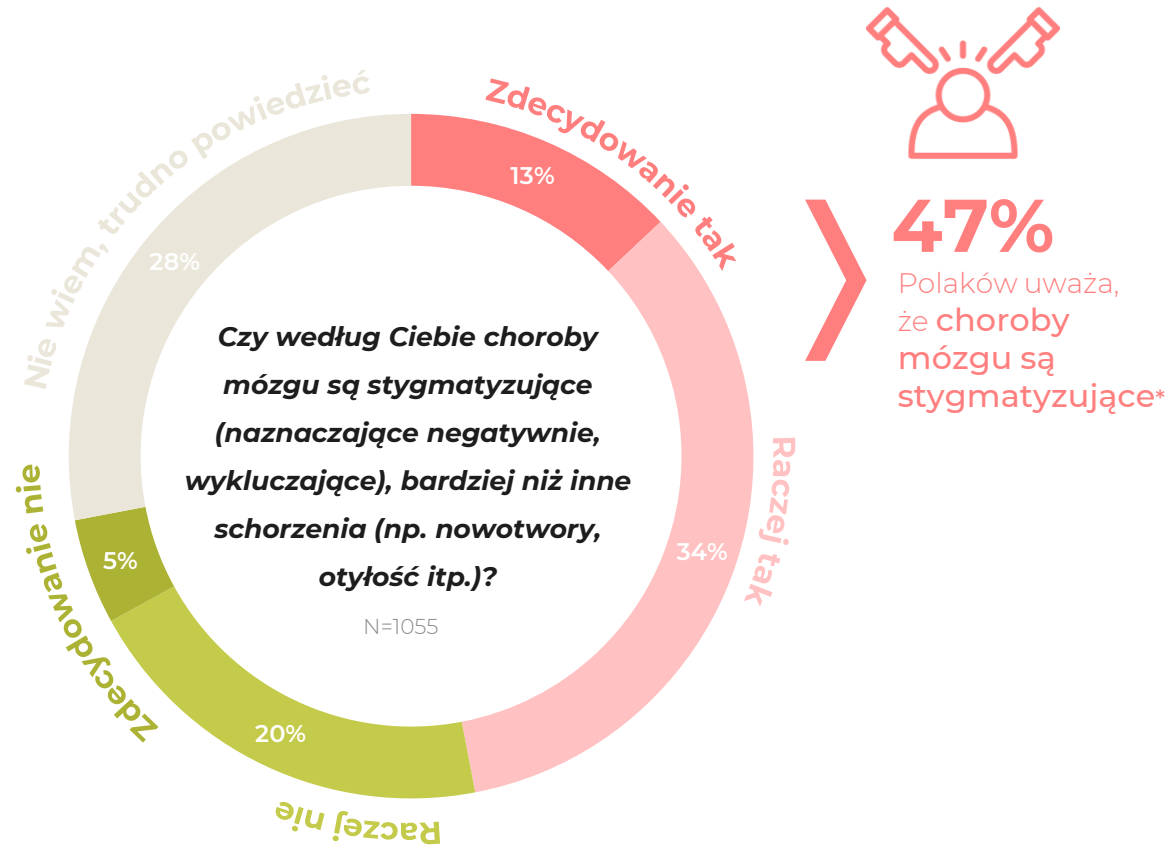 Zdecydowanie tak
13%
Raczej tak
34%
Raczej nie
20%
Zdecydowanie nie
5%
Nie wiem, trudno powiedzieć
28%
Czy według Ciebie choroby
mózgu są stygmatyzujące
(naznaczające negatywnie,
wykluczające), bardziej niż inne
schorzenia (np. nowotwory,
otyłość itp.)?
N=1055
47%
Polaków uważa,
że choroby
mózgu są
stygmatyzujące*